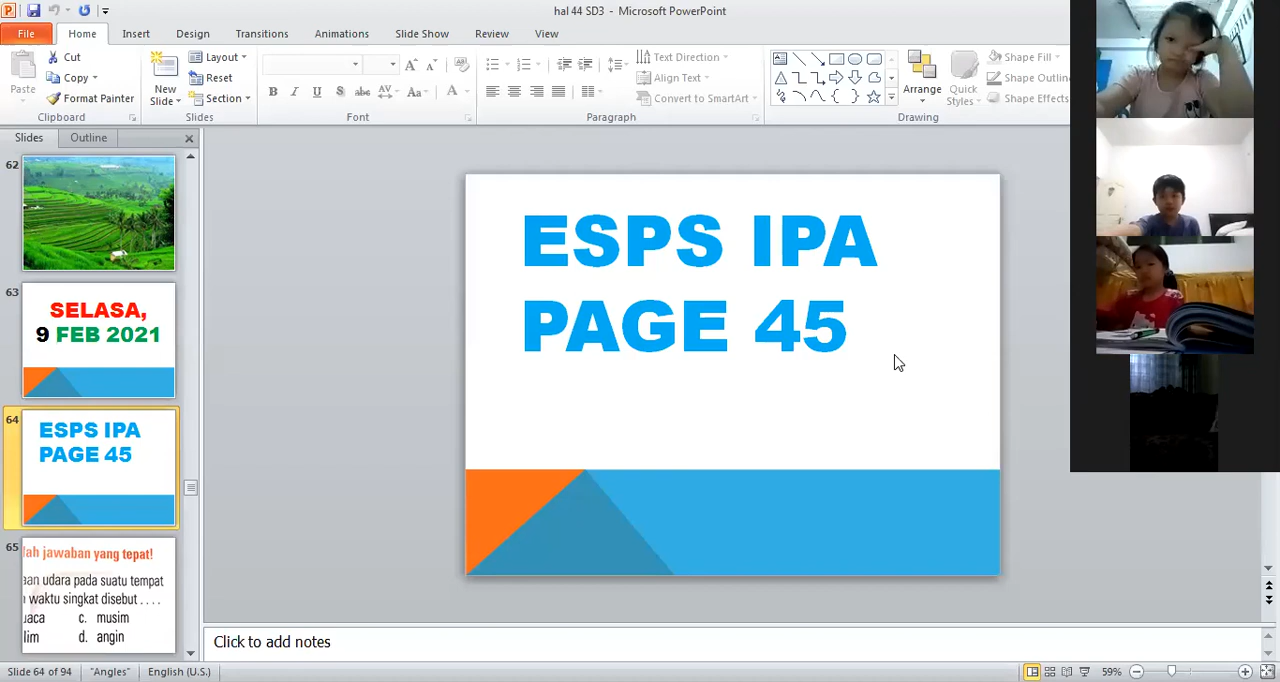 hal 44 SD3 - Microsoft PowerPoint
File Home Insert Design Transitions Animations Slide Show Review View
Paste
Cut
Copy
Format Painter
Clipboard
New
Slide
Layout
Reset
Section
Slides
B I U S abc AV Aa A
Font
Text Direction
Align Text
Convert to SmartArt
Paragraph
Arrange
Quick
Styles
Shape Fill
Shape Outlin
Shape Effects
Drawing
Slides Outline
62
63
SELASA,
9 FEB 2021
64
ESPS IPA
PAGE 45
65
lah jawaban yang tepat!
aan udara pada suatu tempat
waktu singkat disebut . . . .
uaca c. musim
lim d. angin
ESPS IPA
PAGE 45
Click to add notes
Slide 64 of 94 "Angles" English (U.S.) 59%